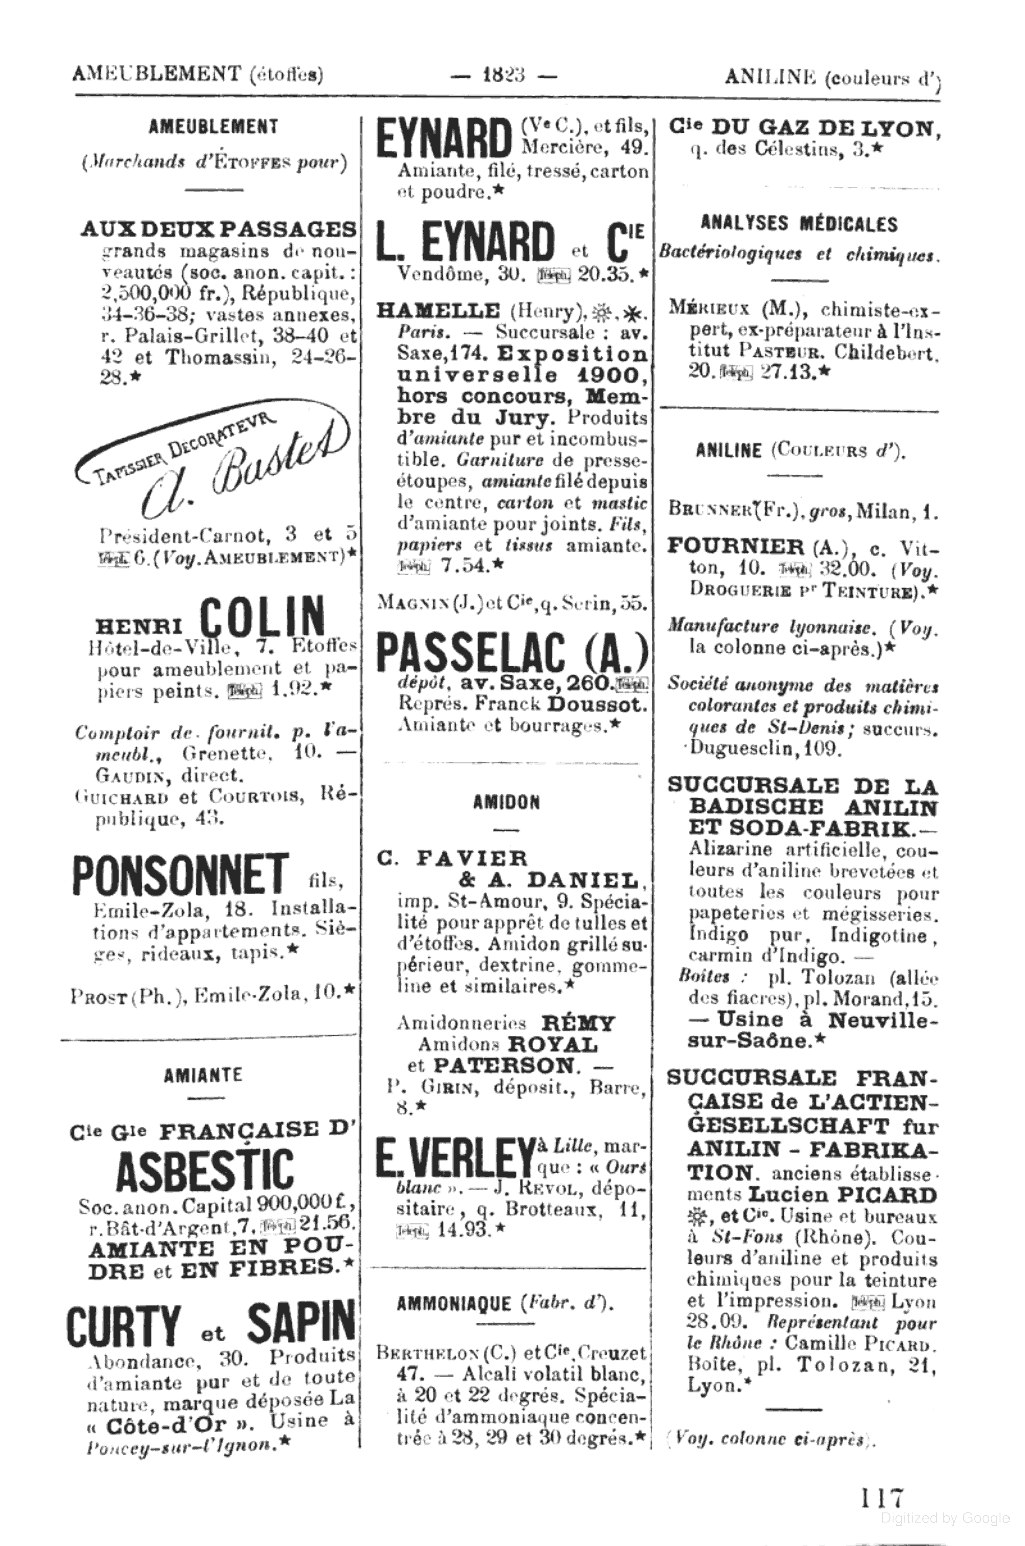 AMEUBLEMENT (étoffes)
— 1823 —
ANILINE (couleurs d')
AMEUBLEMENT
(Marchands d'ÉTOFFES pour)
AUX DEUX PASSAGES
grands magasins de nou-
veautés (soc. anon. capit. :
2,500,000 fr.), République,
34-36-38; vastes annexes,
r. Palais-Grillet, 38-40 et
42 et Thomassin, 24-26-
28.★
TAPISSIER DECORATEVR
A. Bastet
Président-Carnot, 3 et 5
Teleph. 6. (Voy. AMEUBLEMENT)★
HENRI COLIN
Hôtel-de-Ville, 7. Etoffes
pour ameublement et pa-
piers peints. Teleph. 1.92.★
Comptoir de fournit. p. l'a-
meubl., Grenette, 10. —
GAUDIN, direct.
GUICHARD et COURTOIS, Ré-
publique, 43.
PONSONNET fils,
Emile-Zola, 18. Installa-
tions d'appartements. Siè-
ges, rideaux, tapis.★
PROST (Ph.), Emile-Zola, 10.★
AMIANTE
Cie Gle FRANÇAISE D'
ASBESTIC
Soc. anon. Capital 900,000 f.,
r. Bât-d'Argent, 7. Teleph. 21.56.
AMIANTE EN POU-
DRE et EN FIBRES.★
CURTY et SAPIN
Abondance, 30. Produits
d'amiante pur et de toute
nature, marque déposée La
« Côte-d'Or ». Usine à
Poncey-sur-l'Ignon.★
EYNARD (Ve C.), et fils,
Mercière, 49.
Amiante, filé, tressé, carton
et poudre.★
L. EYNARD et CIE
Vendôme, 30. Teleph. 20.35.★
HAMELLE (Henry), ❊, ✻.
Paris. — Succursale : av.
Saxe, 174. Exposition
universelle 1900,
hors concours, Mem-
bre du Jury. Produits
d'amiante pur et incombus-
tible. Garniture de presse-
étoupes, amiante filé depuis
le centre, carton et mastic
d'amiante pour joints. Fils,
papiers et tissus amiante.
Teleph. 7.54.★
MAGNIN (J.) et Cie, q. Serin, 55.
PASSELAC (A.)
dépôt, av. Saxe, 260. Teleph.
Représ. Franck Doussot.
Amiante et bourrages.★
AMIDON
C. FAVIER
& A. DANIEL,
imp. St-Amour, 9. Spécia-
lité pour apprêt de tulles et
d'étoffes. Amidon grillé su-
périeur, dextrine, gomme-
line et similaires.★
Amidonneries RÉMY
Amidons ROYAL
et PATERSON. —
P. GIRIN, déposit., Barre,
8.★
E. VERLEY à Lille, mar-
que : « Ours
blanc ». — J. REVOL, dépo-
sitaire, q. Brotteaux, 11,
Teleph. 14.93.★
AMMONIAQUE (Fabr. d').
BERTHELON (C.) et Cie, Creuzet
47. — Alcali volatil blanc,
à 20 et 22 degrés. Spécia-
lité d'ammoniaque concen-
trée à 28, 29 et 30 degrés.★
Cie DU GAZ DE LYON,
q. des Célestins, 3.★
ANALYSES MÉDICALES
Bactériologiques et chimiques.
MÉRIEUX (M.), chimiste-ex-
pert, ex-préparateur à l'Ins-
titut PASTEUR. Childebert,
20. Teleph. 27.13.★
ANILINE (COULEURS d').
BRUNNER (Fr.), gros, Milan, 1.
FOURNIER (A.), c. Vit-
ton, 10. Teleph. 32.00. (Voy.
DROGUERIE pr TEINTURE).★
Manufacture lyonnaise. (Voy.
la colonne ci-après.)★
Société anonyme des matières
colorantes et produits chimi-
ques de St-Denis; succurs.
Duguesclin, 109.
SUCCURSALE DE LA
BADISCHE ANILIN
ET SODA-FABRIK. —
Alizarine artificielle, cou-
leurs d'aniline brevetées et
toutes les couleurs pour
papeteries et mégisseries.
Indigo pur, Indigotine,
carmin d'Indigo. —
Boîtes : pl. Tolozan (allée
des fiacres), pl. Morand, 15.
— Usine à Neuville-
sur-Saône.★
SUCCURSALE FRAN-
ÇAISE de L'ACTIEN-
GESELLSCHAFT fur
ANILIN - FABRIKA-
TION. anciens établisse-
ments Lucien PICARD
❊, et Cie. Usine et bureaux
à St-Fons (Rhône). Cou-
leurs d'aniline et produits
chimiques pour la teinture
et l'impression. Teleph. Lyon
28.09. Représentant pour
le Rhône : Camille PICARD.
Boîte, pl. Tolozan, 21,
Lyon.★
(Voy. colonne ci-après).
117
Digitized by Google